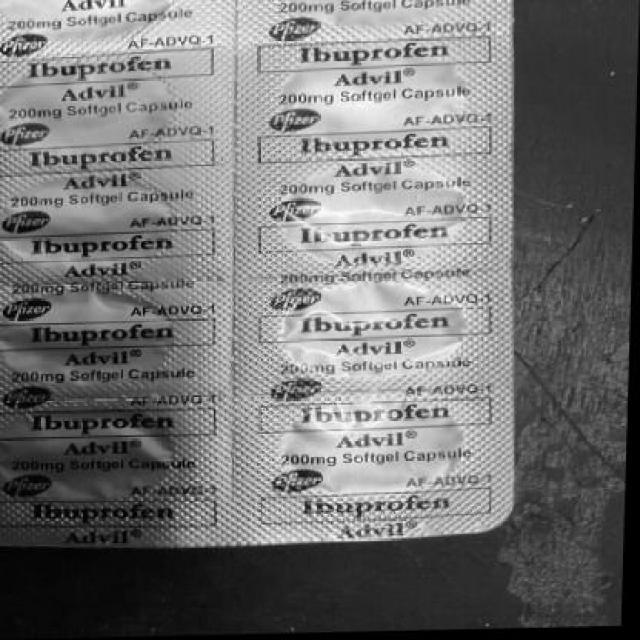 Advil
200mg Softgel Capsule
Pfizer AF-ADVQ-1
Ibuprofen
Advil®
200mg Softgel Capsule
Pfizer AF-ADVQ-1
Ibuprofen
Advil®
200mg Softgel Capsule
Pfizer AF-ADVQ-1
Ibuprofen
Advil®
200mg Softgel Capsule
Pfizer AF-ADVQ-1
Ibuprofen
Advil®
200mg Softgel Capsule
Pfizer AF-ADVQ-1
Ibuprofen
Advil®
200mg Softgel Capsule
Pfizer AF-ADVQ-1
Ibuprofen
Advil®
200mg Softgel Capsule
Pfizer AF-ADVQ-1
Ibuprofen
Advil®
200mg Softgel Capsule
Pfizer AF-ADVQ-1
Ibuprofen
Advil®
200mg Softgel Capsule
Pfizer AF-ADVQ
Ibuprofen
Advil®
200mg Softgel Capsule
Pfizer AF-ADVQ-1
Ibuprofen
Advil®
200mg Softgel Capsule
Pfizer AF-ADVQ-1
Ibuprofen
Advil®
200mg Softgel Capsule
Pfizer AF-ADVQ-1
Ibuprofen
Advil®